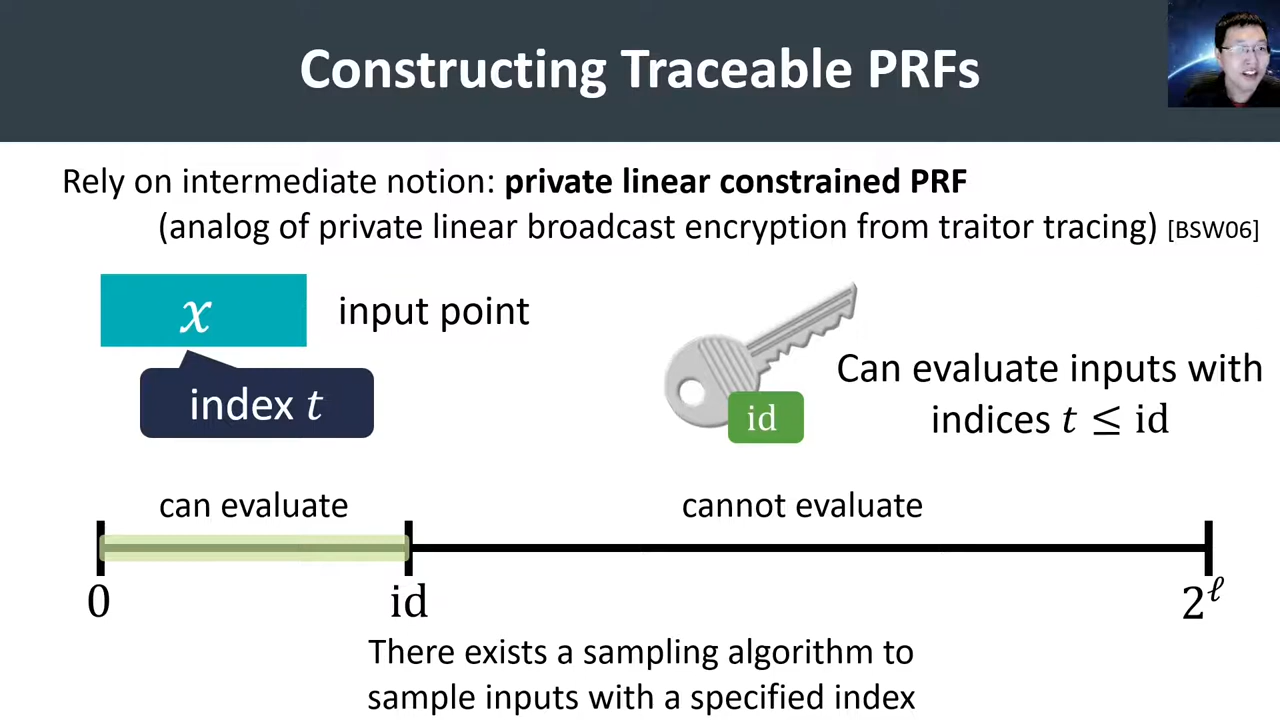 Constructing Traceable PRFs
Rely on intermediate notion: private linear constrained PRF
(analog of private linear broadcast encryption from traitor tracing) [BSW06]
x
input point
index t
id
Can evaluate inputs with
indices t ≤ id
can evaluate
cannot evaluate
0
id
2^ℓ
There exists a sampling algorithm to
sample inputs with a specified index